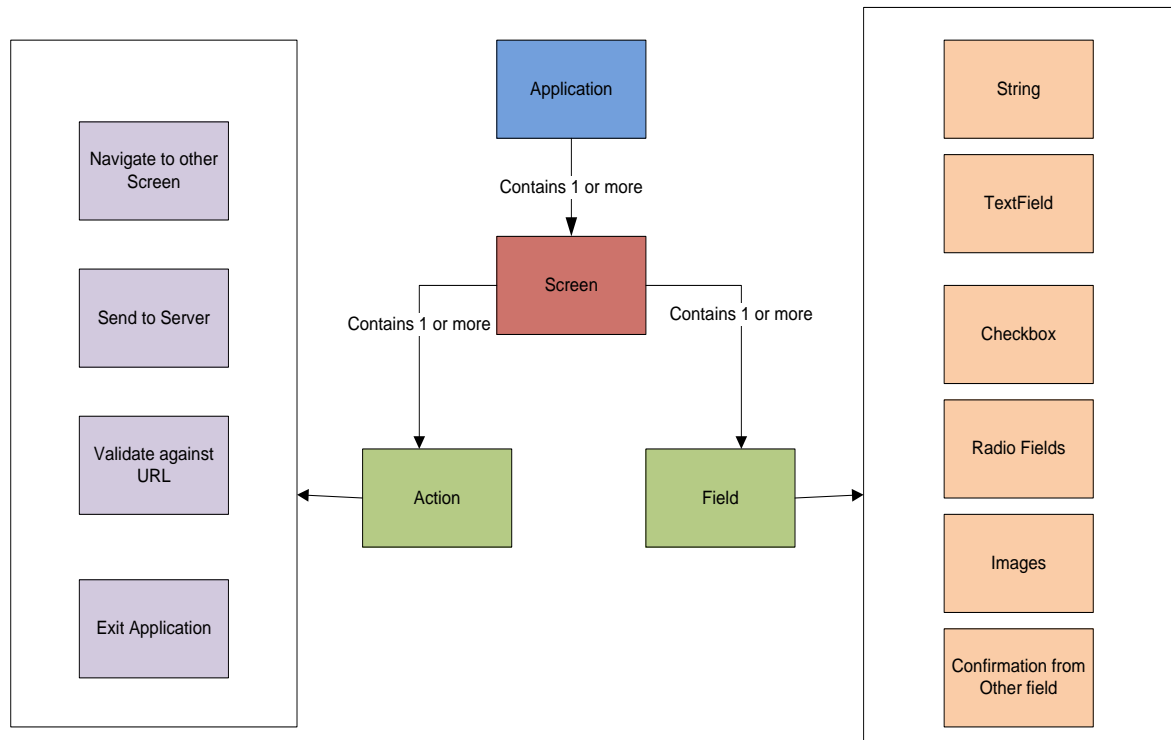 Application
Contains 1 or more
Screen
Contains 1 or more
Contains 1 or more
Action
Field
Navigate to other
Screen
Send to Server
Validate against
URL
Exit Application
String
TextField
Checkbox
Radio Fields
Images
Confirmation from
Other field